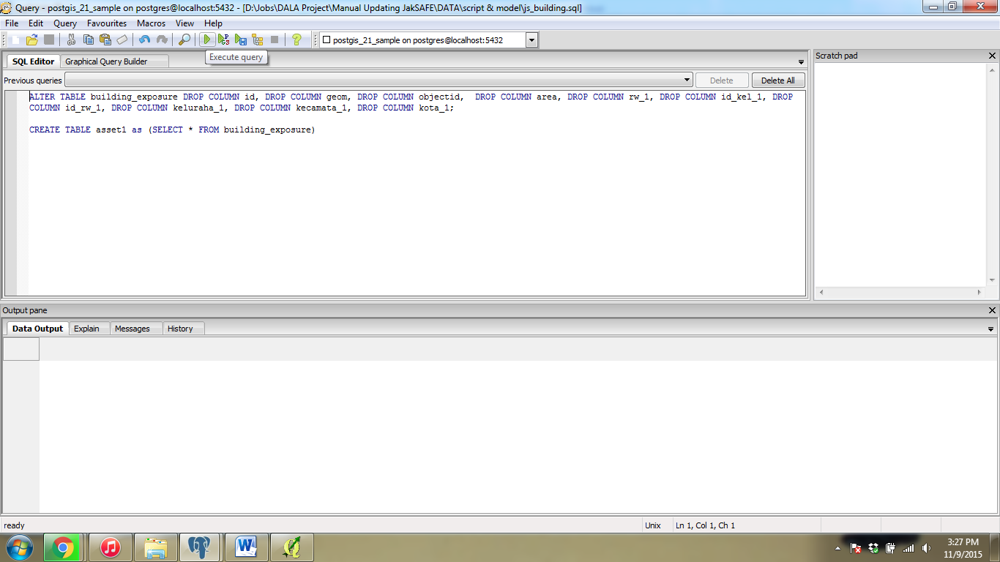 Query - postgis_21_sample on postgres@localhost:5432 - [D:\Jobs\DALA Project\Manual Updating JakSAFE\DATA\script & model\js_building.sql]
File Edit Query Favourites Macros View Help
postgis_21_sample on postgres@localhost:5432
Execute query
SQL Editor Graphical Query Builder
Scratch pad
Previous queries Delete Delete All
ALTER TABLE building_exposure DROP COLUMN id, DROP COLUMN geom, DROP COLUMN objectid,  DROP COLUMN area, DROP COLUMN rw_1, DROP COLUMN id_kel_1, DROP
COLUMN id_rw_1, DROP COLUMN keluraha_1, DROP COLUMN kecamata_1, DROP COLUMN kota_1;
CREATE TABLE asset1 as (SELECT * FROM building_exposure)
Output pane
Data Output Explain Messages History
ready Unix Ln 1, Col 1, Ch 1
3:27 PM
11/9/2015